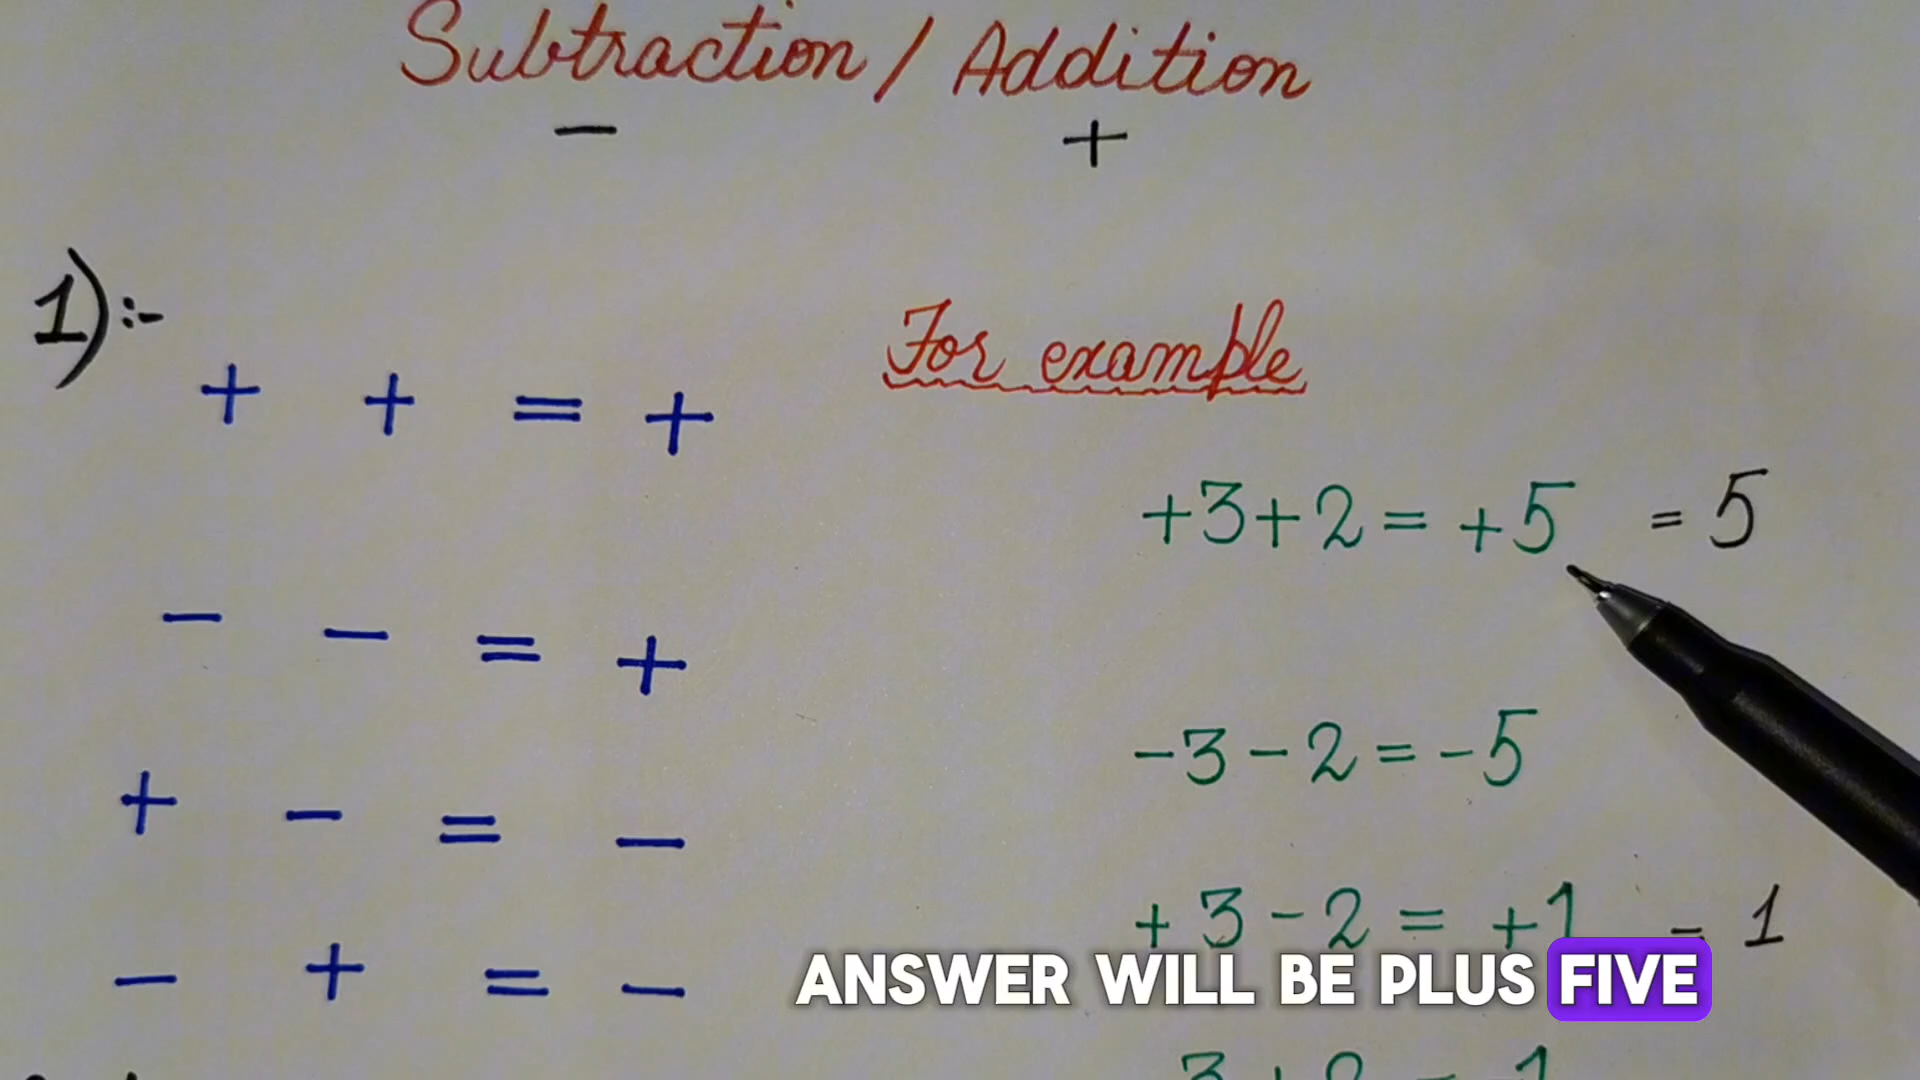 Subtraction / Addition
- +
1):-
+ + = +
For example
+3+2 = +5 = 5
- - = +
-3-2 = -5
+ - = -
+3-2 = +1 = 1
- + = -
ANSWER WILL BE PLUS FIVE